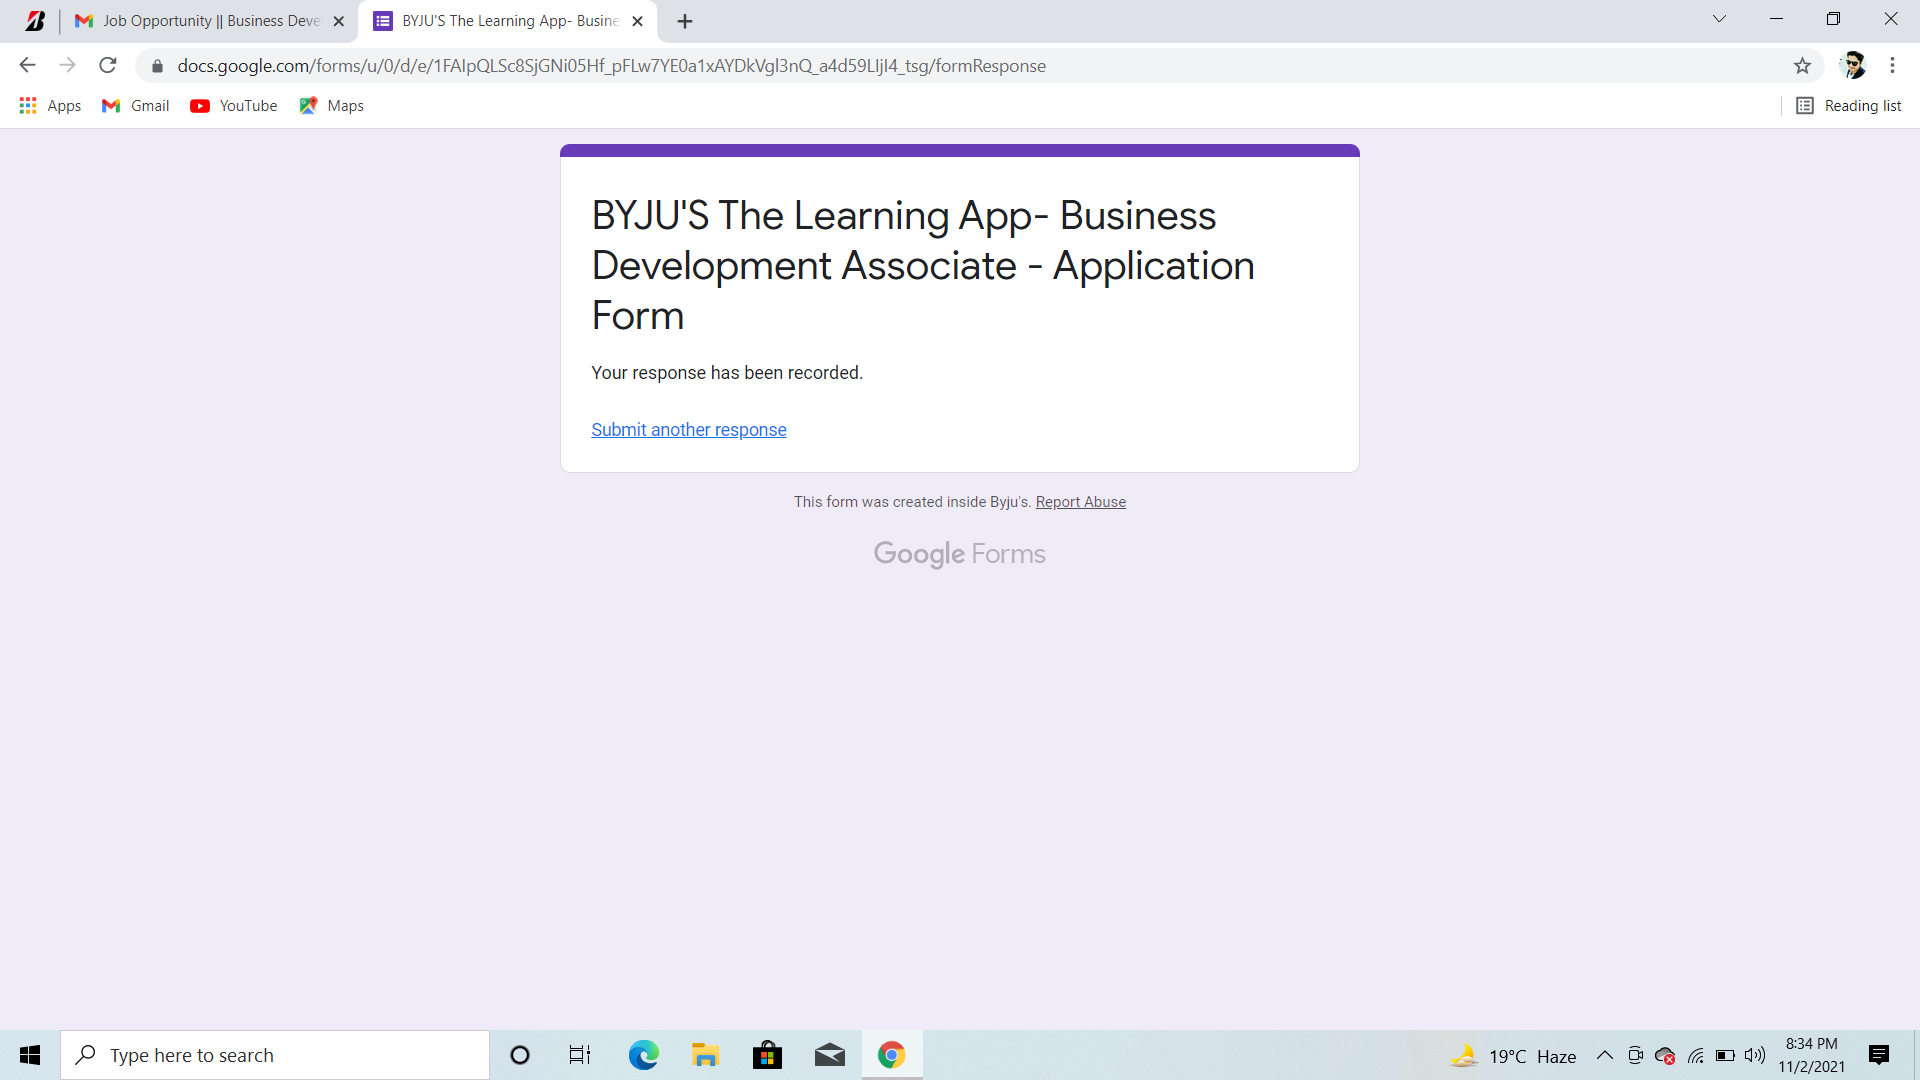 Job Opportunity || Business Deve
BYJU'S The Learning App- Busine
docs.google.com/forms/u/0/d/e/1FAIpQLSc8SjGNi05Hf_pFLw7YE0a1xAYDkVgl3nQ_a4d59LIjI4_tsg/formResponse
Apps Gmail YouTube Maps Reading list
BYJU'S The Learning App- Business
Development Associate - Application
Form
Your response has been recorded.
Submit another response
This form was created inside Byju's. Report Abuse
Google Forms
Type here to search
19°C Haze
8:34 PM
11/2/2021